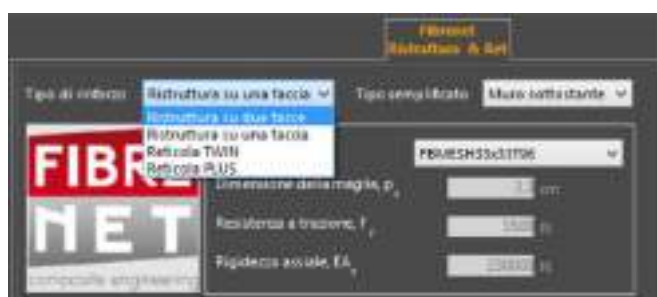 Fibrenet
Ristruttura & Ret
Tipo di rinforzo Ristruttura su una faccia Tipo semplificato Muro sottostante
Ristruttura su due facce
Ristruttura su una faccia
Reticola TWIN
Reticola PLUS
FIBRE
NET
composite engineering
FBMESH33x33T96
Dimensione della maglia, p
cm
Resistenza a trazione,
Rigidezza assiale, EA